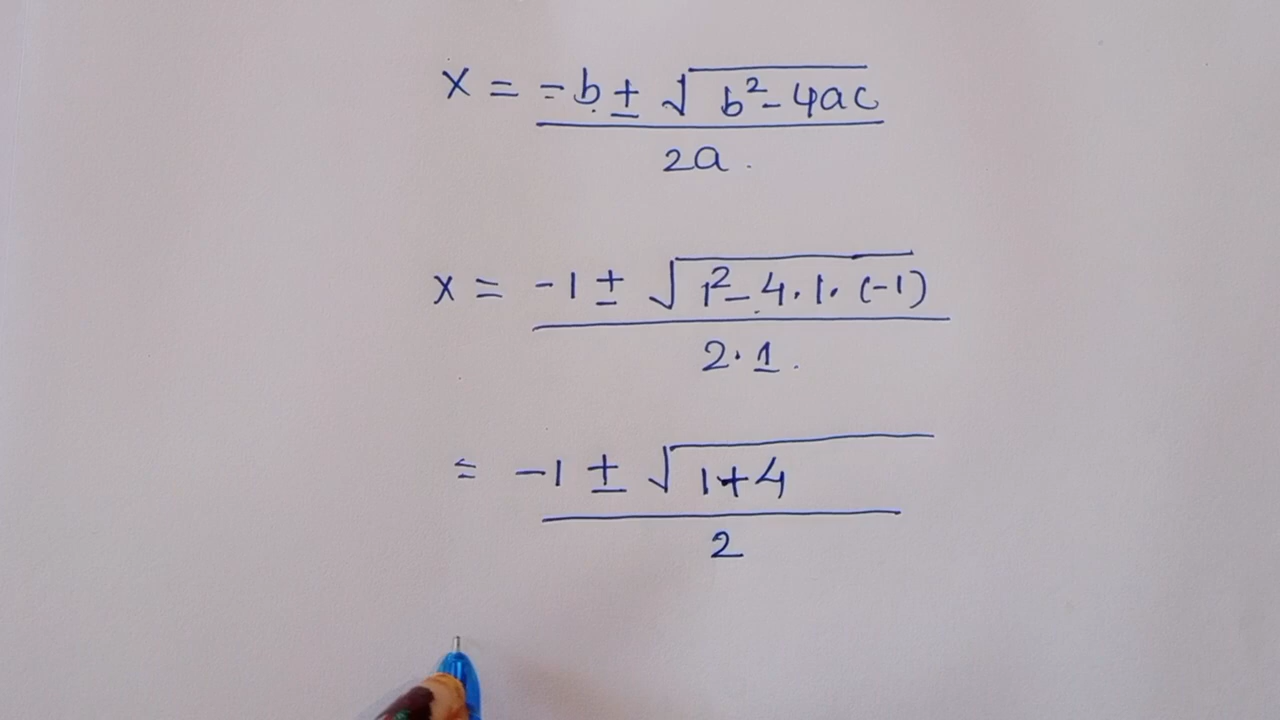 x = -b ± √b² - 4ac
2a.
x = -1 ± √1² - 4.1.(-1)
2.1.
= -1 ± √1+4
2